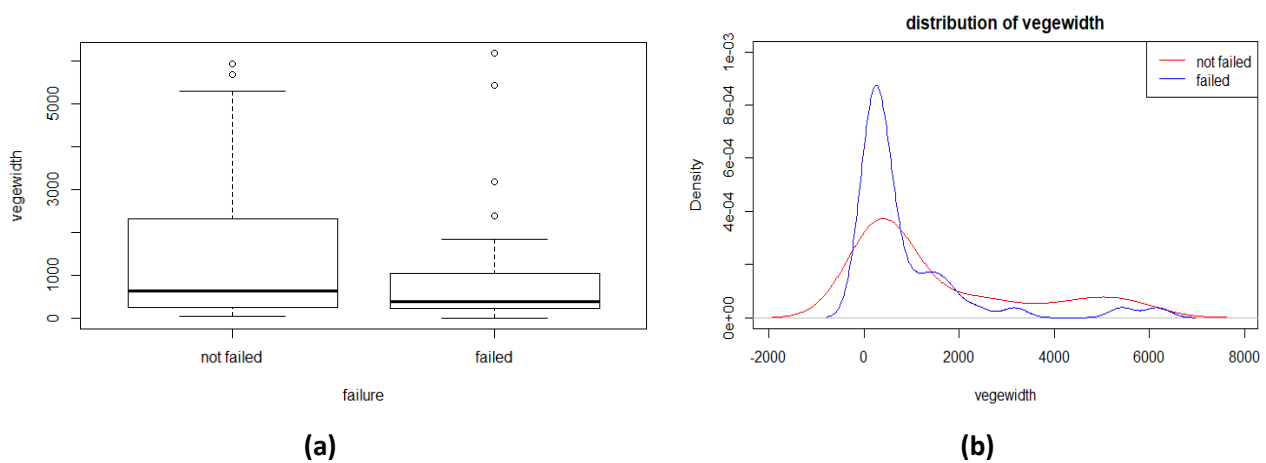 vegewidth
0 1000 3000 5000
not failed failed
failure
(a)
distribution of vegewidth
Density
0e+00 4e-04 6e-04 8e-04 1e-03
not failed
failed
-2000 0 2000 4000 6000 8000
vegewidth
(b)